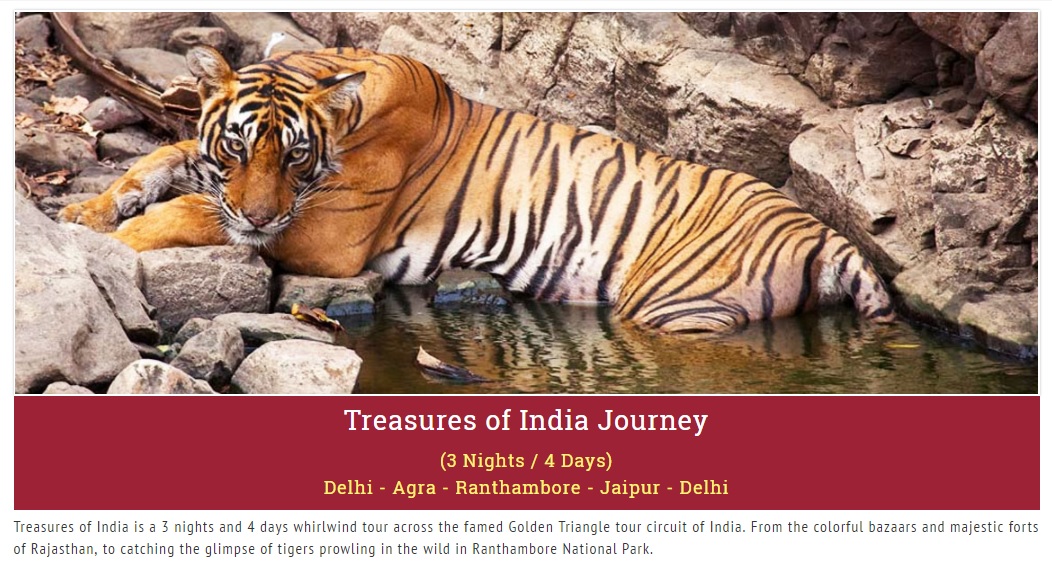 Treasures of India Journey
(3 Nights / 4 Days)
Delhi - Agra - Ranthambore - Jaipur - Delhi
Treasures of India is a 3 nights and 4 days whirlwind tour across the famed Golden Triangle tour circuit of India. From the colorful bazaars and majestic forts
of Rajasthan, to catching the glimpse of tigers prowling in the wild in Ranthambore National Park.